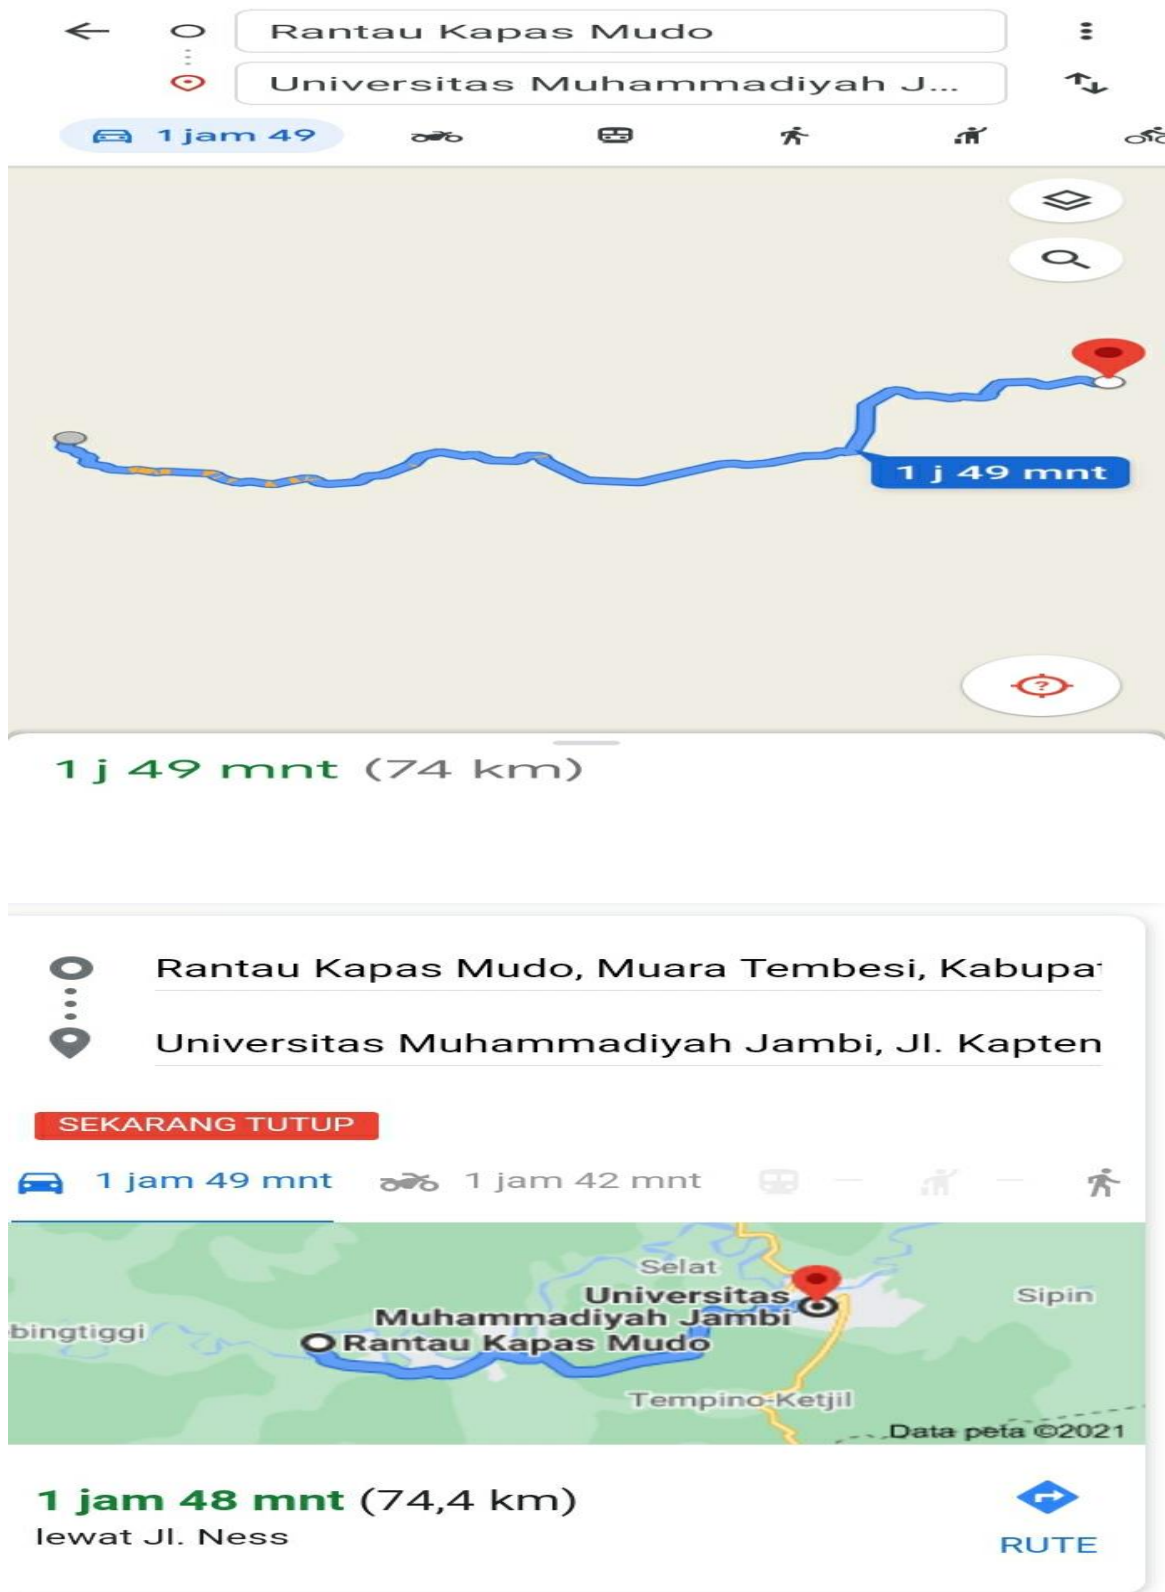 Rantau Kapas Mudo
Universitas Muhammadiyah J...
1 jam 49
1 j 49 mnt
1 j 49 mnt (74 km)
Rantau Kapas Mudo, Muara Tembesi, Kabupat
Universitas Muhammadiyah Jambi, Jl. Kapten
SEKARANG TUTUP
1 jam 49 mnt 1 jam 42 mnt — —
Selat
Universitas
Muhammadiyah Jambi
Sipin
bingtiggi
Rantau Kapas Mudo
Tempino-Ketjil
Data peta ©2021
1 jam 48 mnt (74,4 km)
lewat Jl. Ness
RUTE